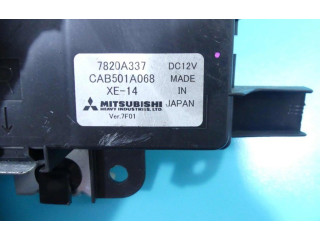 7820A337 DC12V
CAB501A068 MADE
XE-14 IN
MITSUBISHI JAPAN
HEAVY INDUSTRIES, LTD.
Ver.7F01